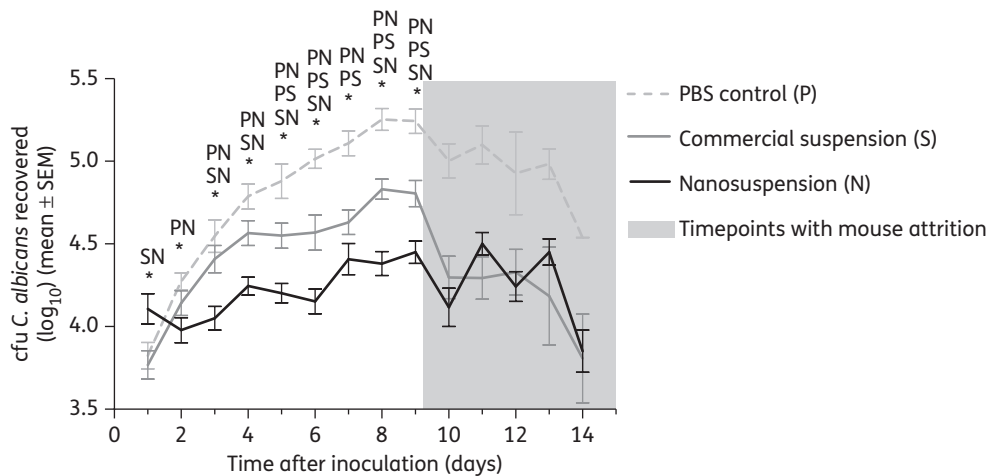 PN
PS
SN
*
PN
PS
SN
*
PN
PS
*
PN
PS
SN
*
PN
PS
SN
*
PN
SN
*
PN
SN
*
PN
*
SN
*
5.5
5.0
4.5
4.0
3.5
0
2
4
6
8
10
12
14
cfu C. albicans recovered
(log10) (mean ± SEM)
Time after inoculation (days)
PBS control (P)
Commercial suspension (S)
Nanosuspension (N)
Timepoints with mouse attrition